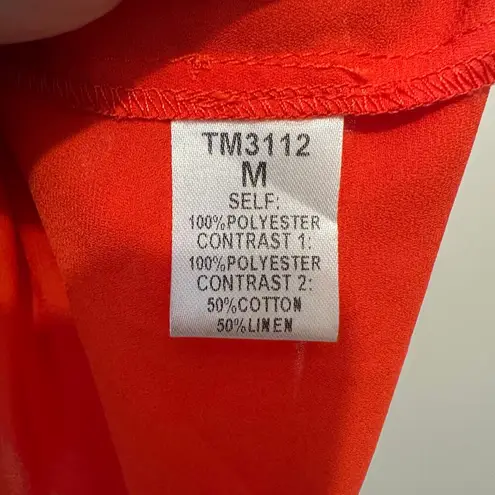 TM3112
M
SELF:
100%POLYESTER
CONTRAST 1:
100%POLYESTER
CONTRAST 2:
50%COTTON
50%LINEN